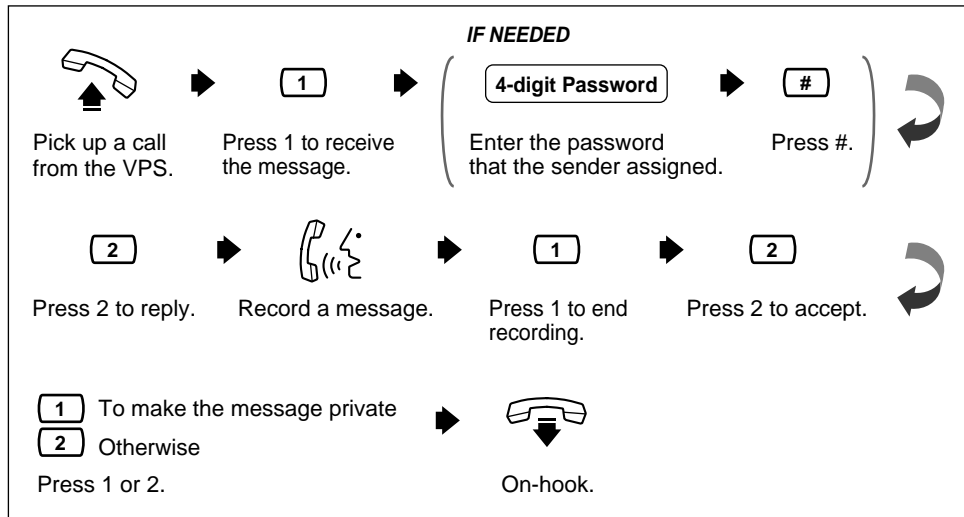 IF NEEDED
1
4-digit Password
#
Pick up a call
from the VPS.
Press 1 to receive
the message.
Enter the password
that the sender assigned.
Press #.
2
1
2
Press 2 to reply.
Record a message.
Press 1 to end
recording.
Press 2 to accept.
1 To make the message private
2 Otherwise
Press 1 or 2.
On-hook.